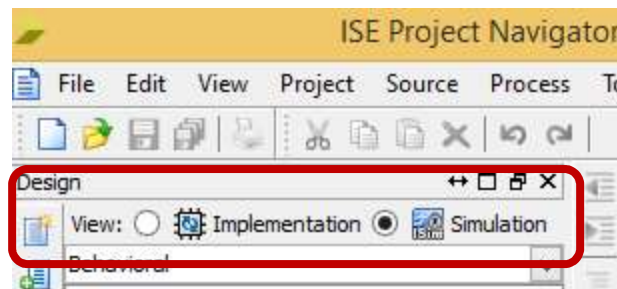 ISE Project Navigator
File Edit View Project Source Process
Design
View: Implementation Simulation
Behavioral